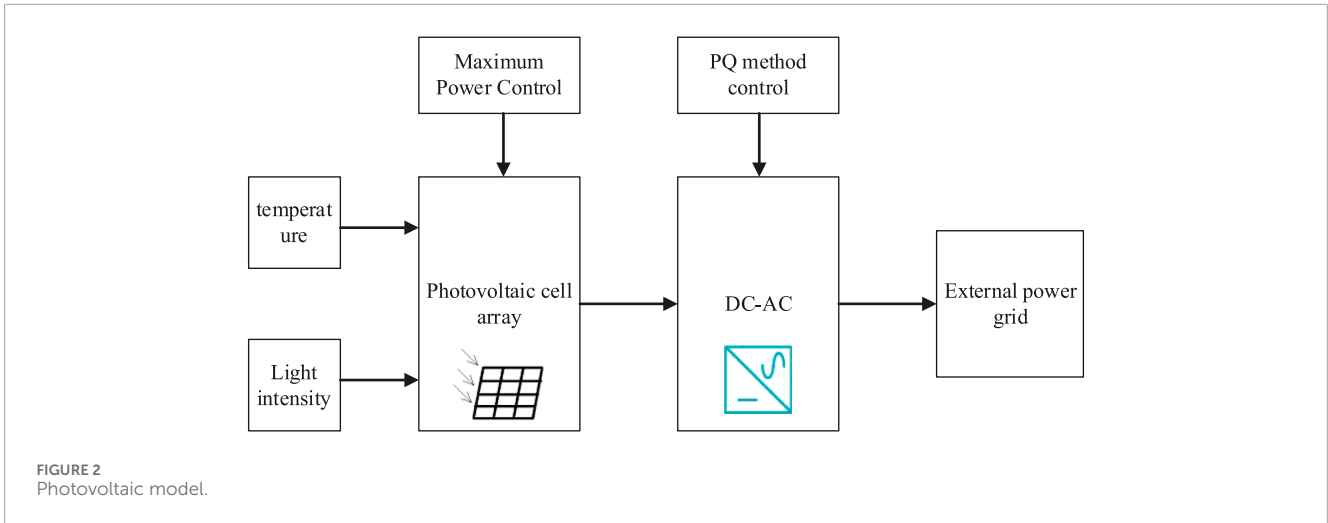 Maximum
Power Control
PQ method
control
temperat
ure
Photovoltaic cell
array
DC-AC
External power
grid
Light
intensity
FIGURE 2
Photovoltaic model.